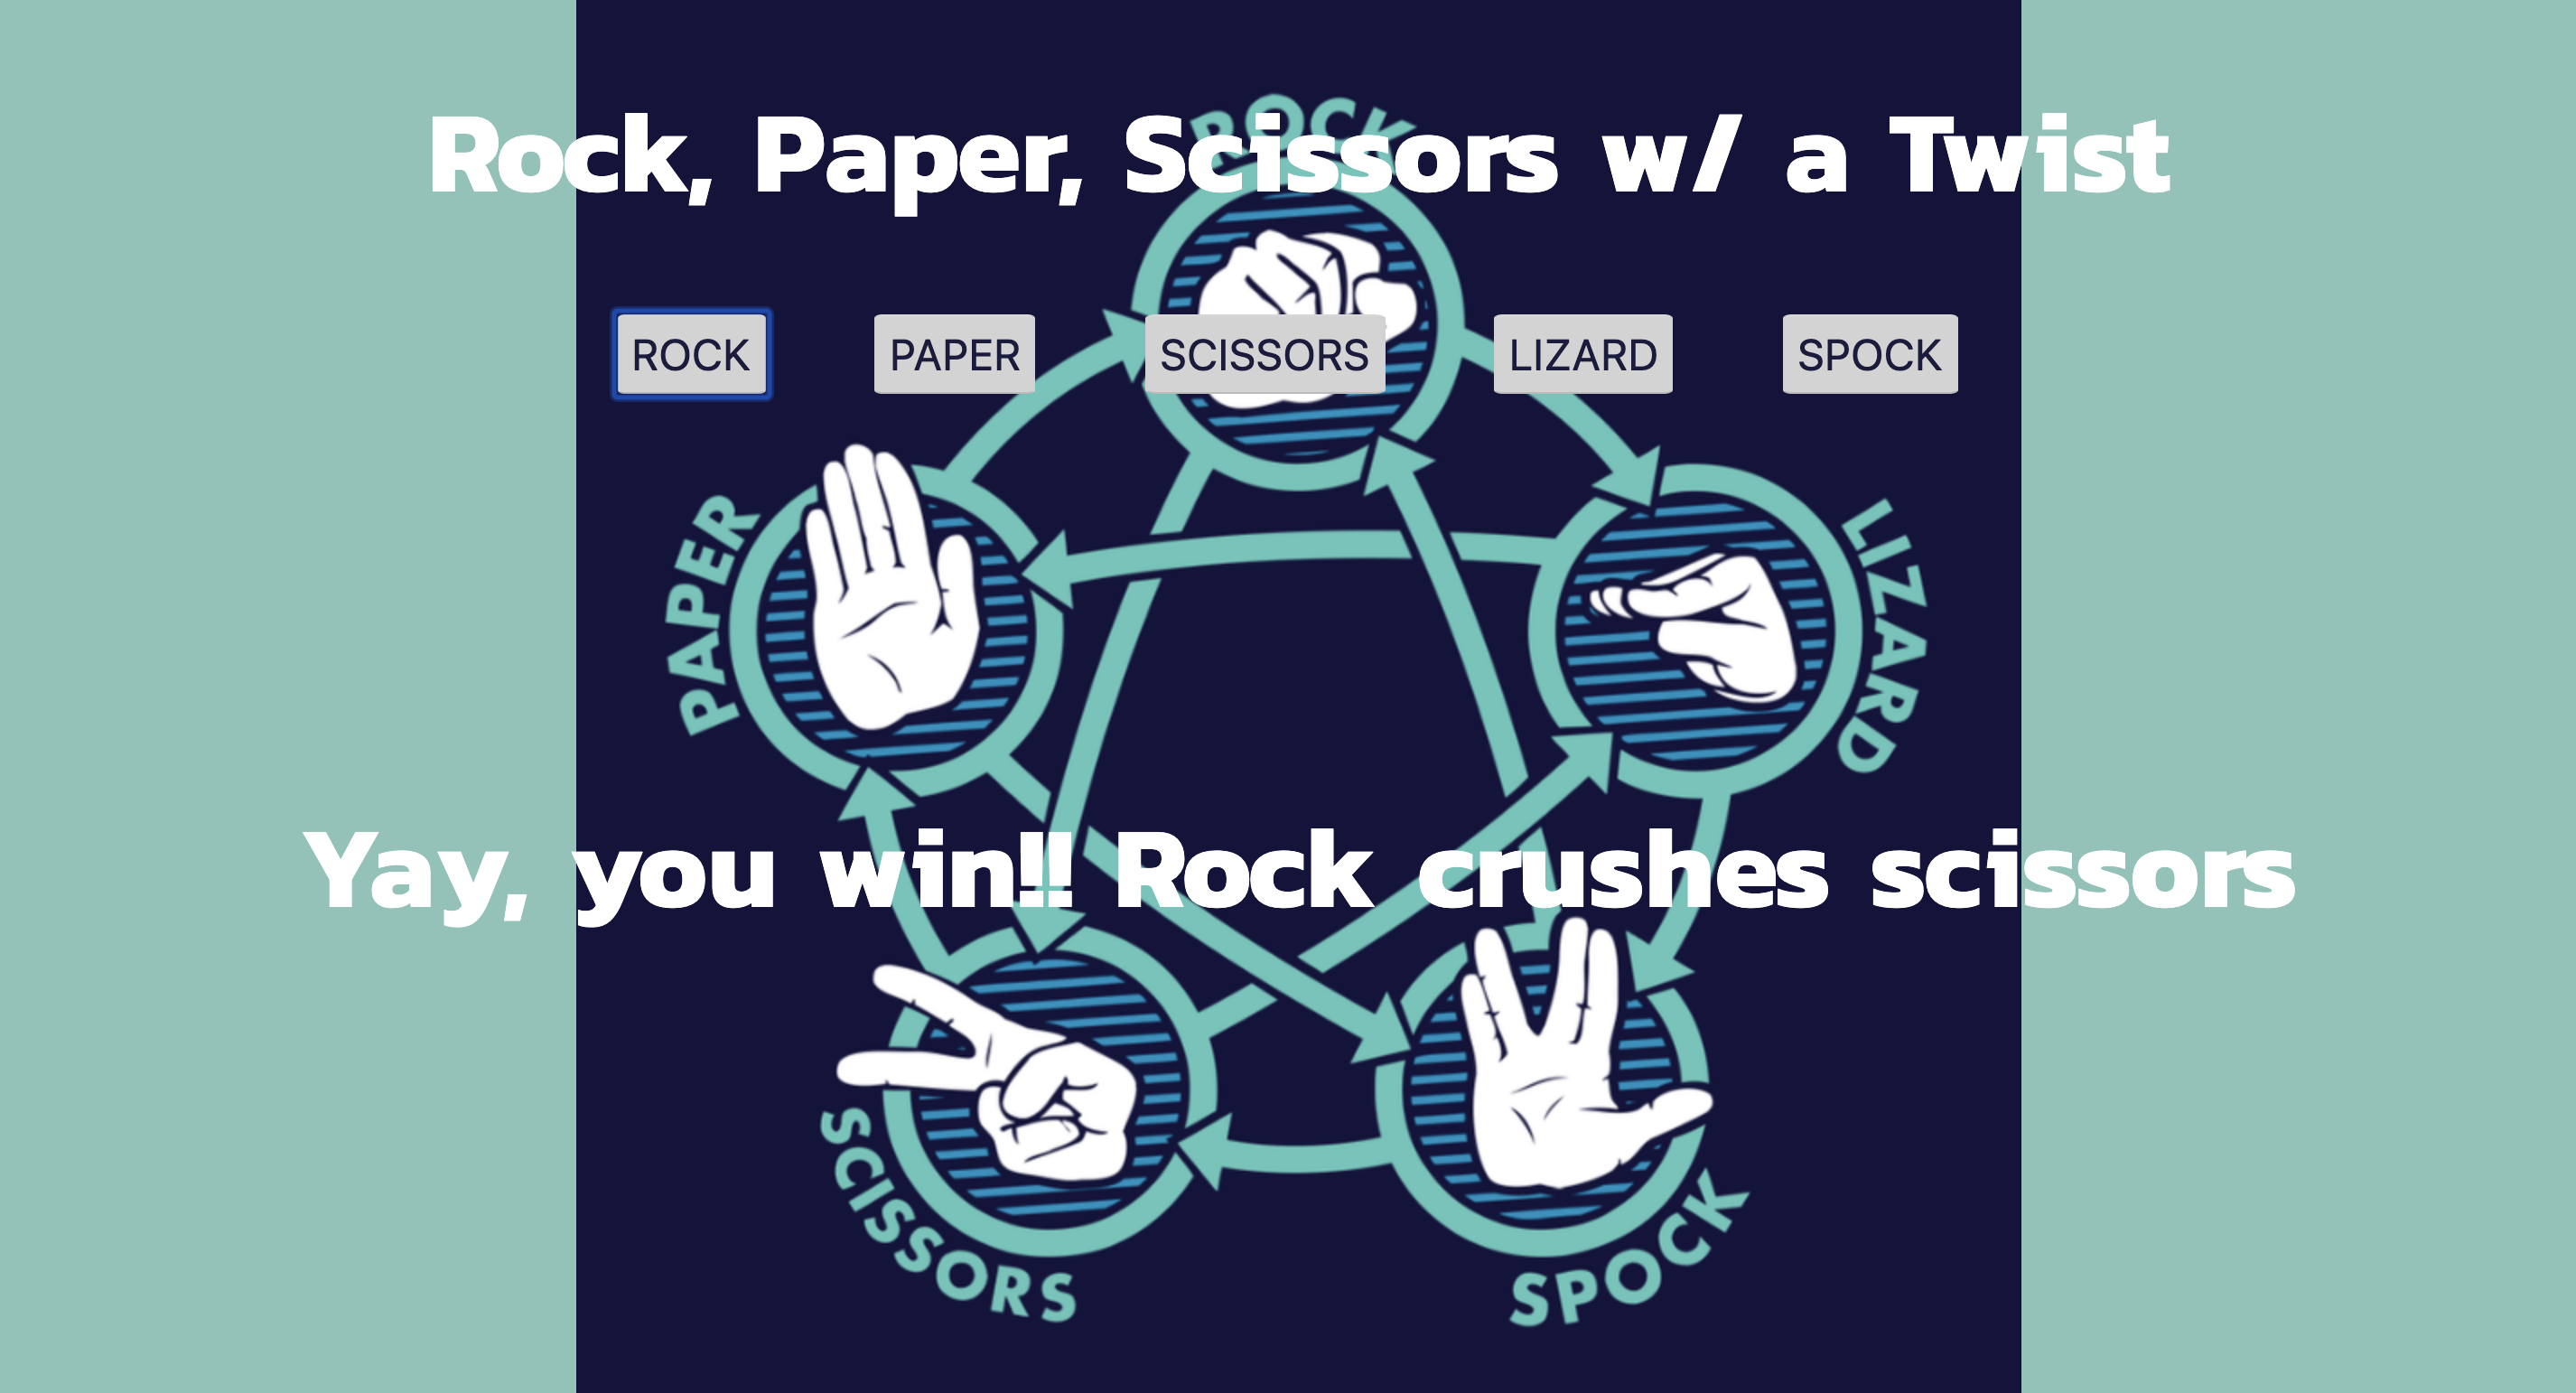 ROCK
Rock, Paper, Scissors w/ a Twist
ROCK
PAPER
SCISSORS
LIZARD
SPOCK
PAPER
LIZARD
Yay, you win!! Rock crushes scissors
SCISSORS
SPOCK